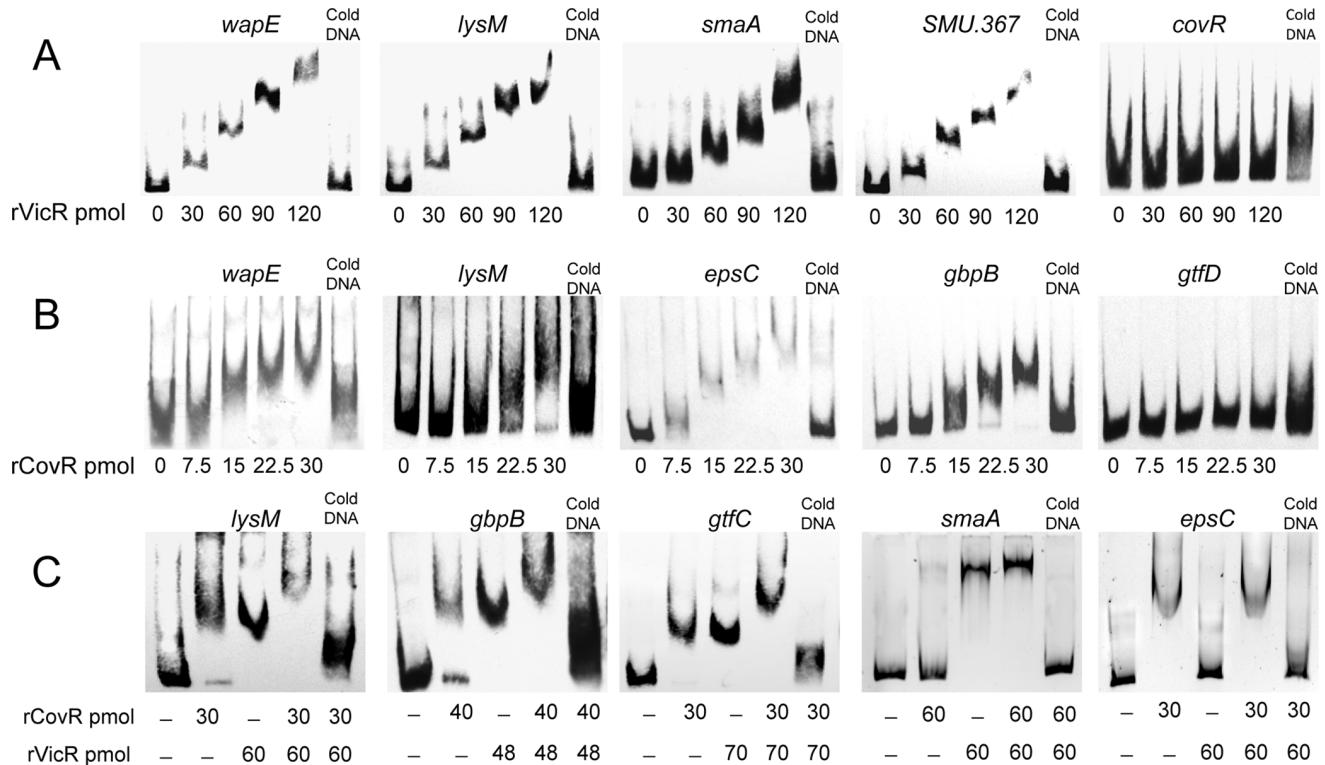 Cold Cold Cold Cold Cold
wapE DNA lysM DNA smaA DNA SMU.367 DNA covR DNA
A
rVicR pmol 0 30 60 90 120 0 30 60 90 120 0 30 60 90 120 0 30 60 90 120 0 30 60 90 120
Cold Cold Cold Cold Cold
wapE DNA lysM DNA epsC DNA gbpB DNA gtfD DNA
B
rCovR pmol 0 7.5 15 22.5 30 0 7.5 15 22.5 30 0 7.5 15 22.5 30 0 7.5 15 22.5 30 0 7.5 15 22.5 30
Cold Cold Cold Cold Cold
lysM DNA gbpB DNA gtfC DNA smaA DNA epsC DNA
C
rCovR pmol – 30 – 30 30 – 40 – 40 40 – 30 – 30 30 – 60 – 60 60 – 30 – 30 30
rVicR pmol – – 60 60 60 – – 48 48 48 – – 70 70 70 – – 60 60 60 – – 60 60 60